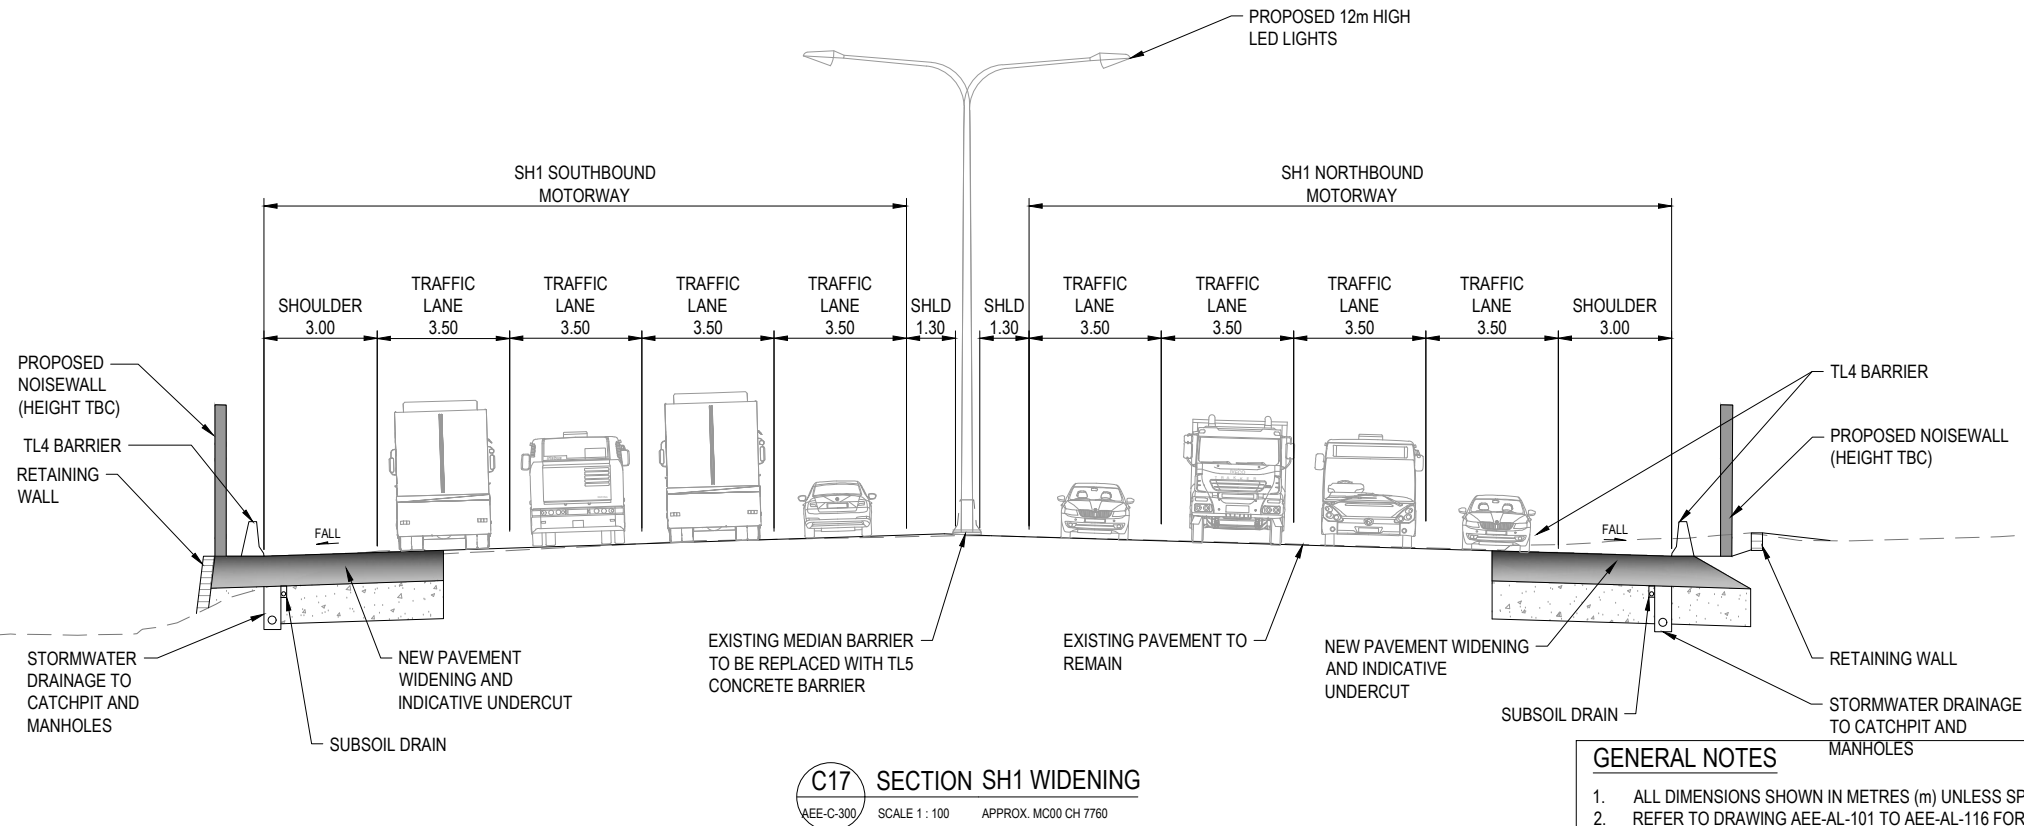 PROPOSED 12m HIGH
LED LIGHTS
SH1 SOUTHBOUND
MOTORWAY
SH1 NORTHBOUND
MOTORWAY
SHOULDER
3.00
TRAFFIC
LANE
3.50
TRAFFIC
LANE
3.50
TRAFFIC
LANE
3.50
TRAFFIC
LANE
3.50
SHLD
1.30
SHLD
1.30
TRAFFIC
LANE
3.50
TRAFFIC
LANE
3.50
TRAFFIC
LANE
3.50
TRAFFIC
LANE
3.50
SHOULDER
3.00
PROPOSED
NOISEWALL
(HEIGHT TBC)
TL4 BARRIER
RETAINING
WALL
FALL
FALL
TL4 BARRIER
PROPOSED NOISEWALL
(HEIGHT TBC)
STORMWATER
DRAINAGE TO
CATCHPIT AND
MANHOLES
NEW PAVEMENT
WIDENING AND
INDICATIVE UNDERCUT
SUBSOIL DRAIN
EXISTING MEDIAN BARRIER
TO BE REPLACED WITH TL5
CONCRETE BARRIER
EXISTING PAVEMENT TO
REMAIN
NEW PAVEMENT WIDENING
AND INDICATIVE
UNDERCUT
SUBSOIL DRAIN
RETAINING WALL
STORMWATER DRAINAGE
TO CATCHPIT AND
MANHOLES
C17
AEE-C-300
SECTION SH1 WIDENING
SCALE 1 : 100 APPROX. MC00 CH 7760
GENERAL NOTES
1. ALL DIMENSIONS SHOWN IN METRES (m) UNLESS SP
2. REFER TO DRAWING AEE-AL-101 TO AEE-AL-116 FOR